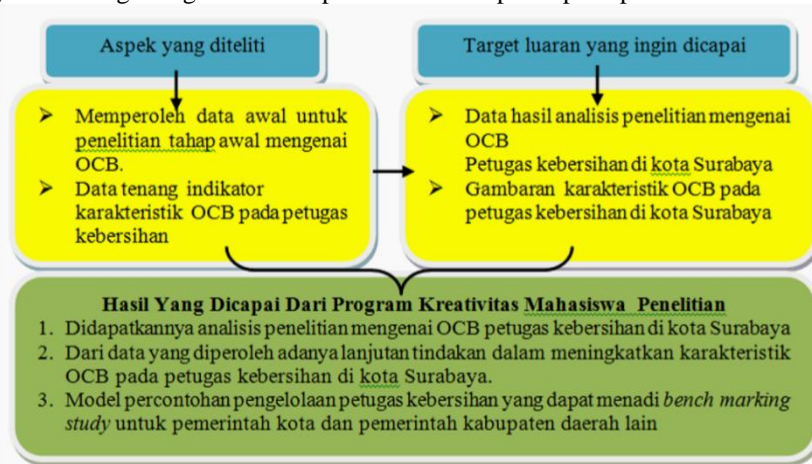 Aspek yang diteliti
Target luaran yang ingin dicapai
➢ Memperoleh data awal untuk
penelitian tahap awal mengenai
OCB.
➢ Data tenang indikator
karakteristik OCB pada petugas
kebersihan
➢ Data hasil analisis penelitian mengenai
OCB
Petugas kebersihan di kota Surabaya
➢ Gambaran karakteristik OCB pada
petugas kebersihan di kota Surabaya
Hasil Yang Dicapai Dari Program Kreativitas Mahasiswa Penelitian
1. Didapatkannya analisis penelitian mengenai OCB petugas kebersihan di kota Surabaya
2. Dari data yang diperoleh adanya lanjutan tindakan dalam meningkatkan karakteristik
OCB pada petugas kebersihan di kota Surabaya.
3. Model percontohan pengelolaan petugas kebersihan yang dapat menadi bench marking
study untuk pemerintah kota dan pemerintah kabupaten daerah lain